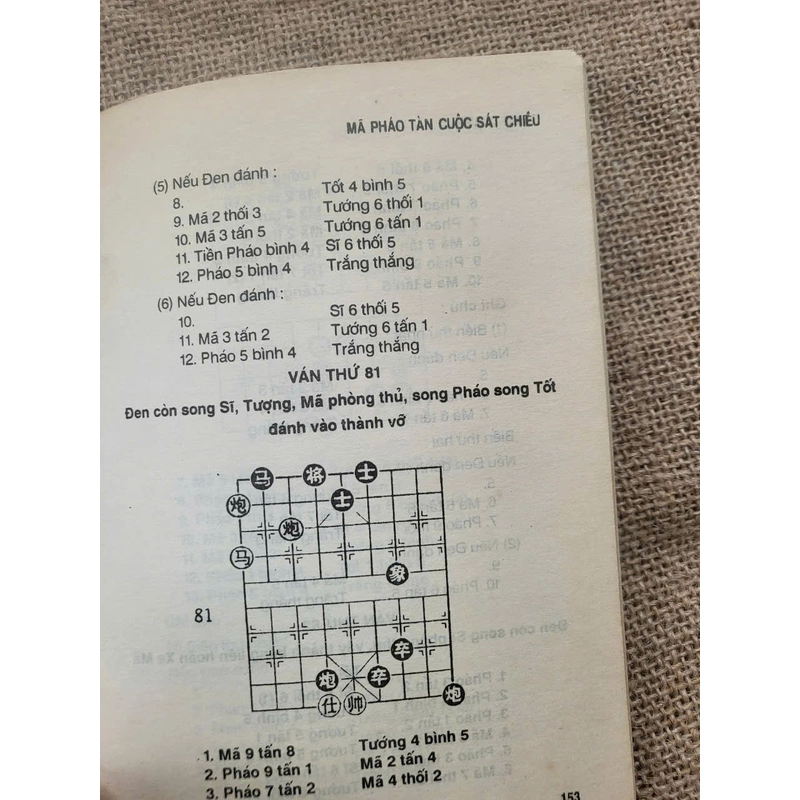 MÃ PHÁO TÀN CUỘC SÁT CHIÊU
(5) Nếu Đen đánh :
8. Tốt 4 bình 5
9. Mã 2 thối 3 Tướng 6 thối 1
10. Mã 3 tấn 5 Tướng 6 tấn 1
11. Tiền Pháo bình 4 Sĩ 6 thối 5
12. Pháo 5 bình 4 Trắng thắng
(6) Nếu Đen đánh :
10. Sĩ 6 thối 5
11. Mã 3 tấn 2 Tướng 6 tấn 1
12. Pháo 5 bình 4 Trắng thắng
VÁN THỨ 81
Đen còn song Sĩ, Tượng, Mã phòng thủ, song Pháo song Tốt
đánh vào thành vỡ
马 将 士
炮 士
炮
马
象
81
卒
炮 卒
仕 帅 炮
1. Mã 9 tấn 8 Tướng 4 bình 5
2. Pháo 9 tấn 1 Mã 2 tấn 4
3. Pháo 7 tấn 2 Mã 4 thối 2
153